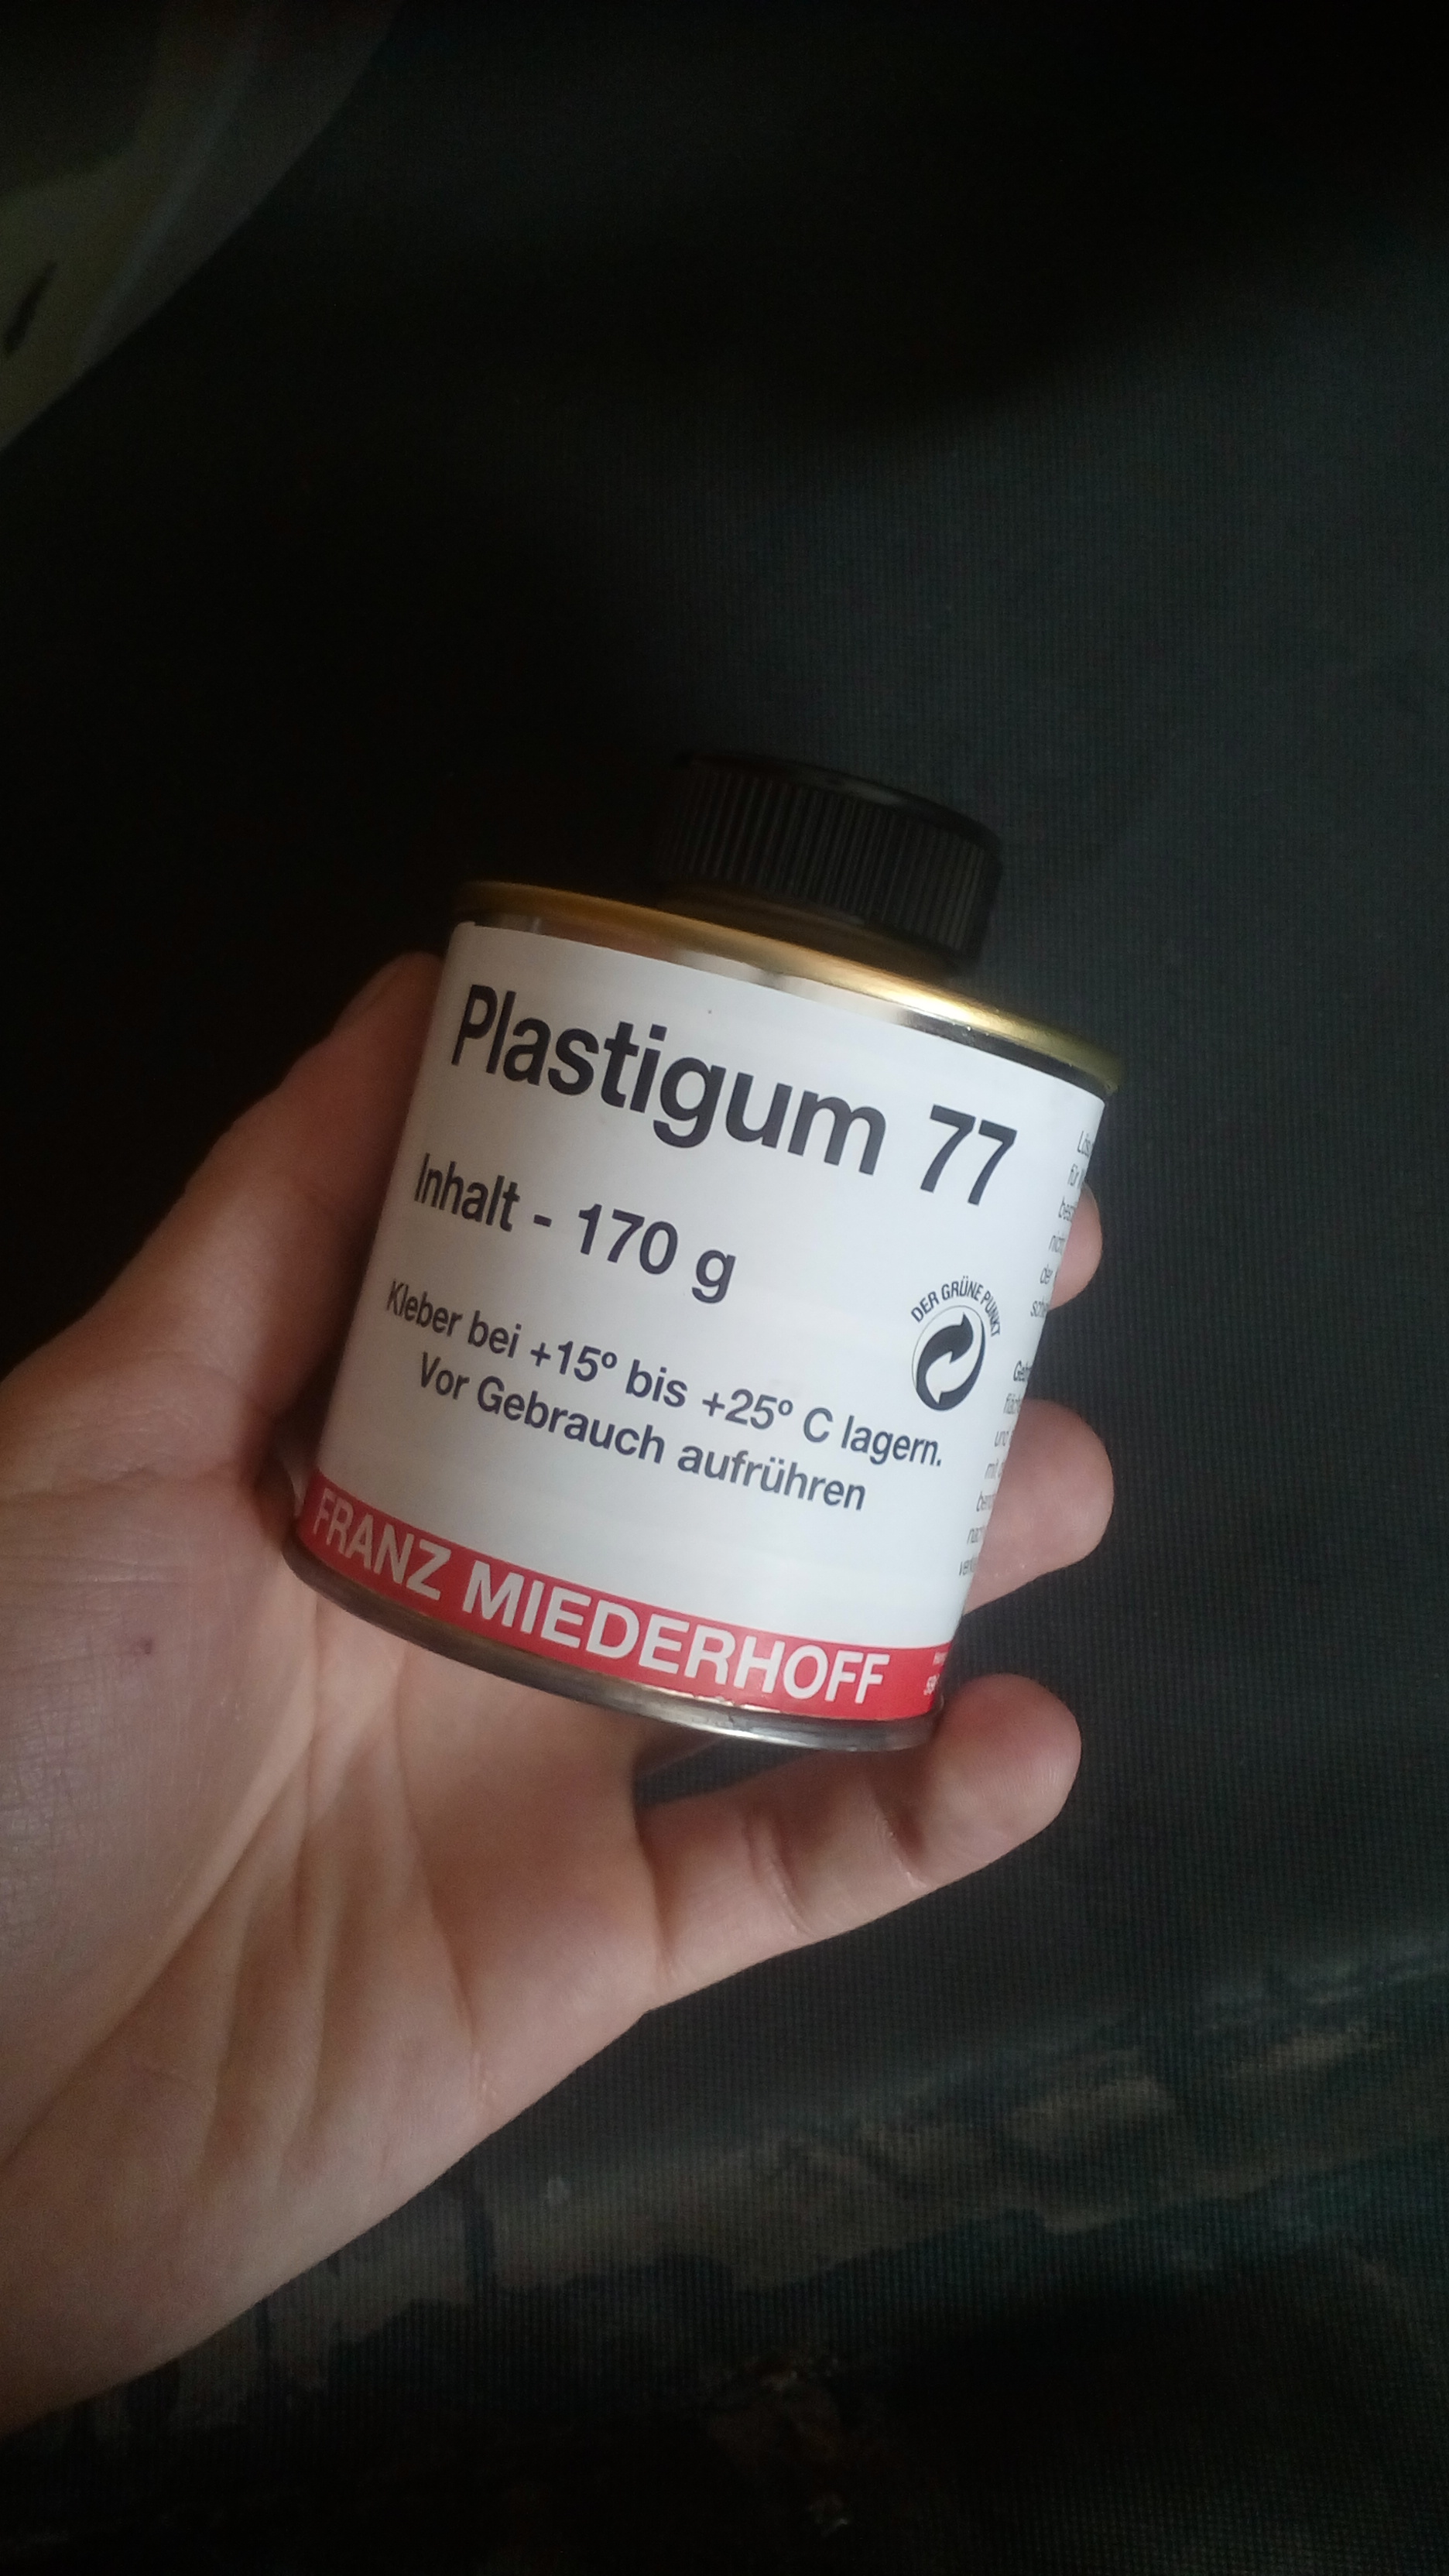 Plastigum 77
Inhalt - 170 g
DER GRÜNE PUNKT
Kleber bei +15º bis +25º C lagern.
Vor Gebrauch aufrühren
FRANZ MIEDERHOFF